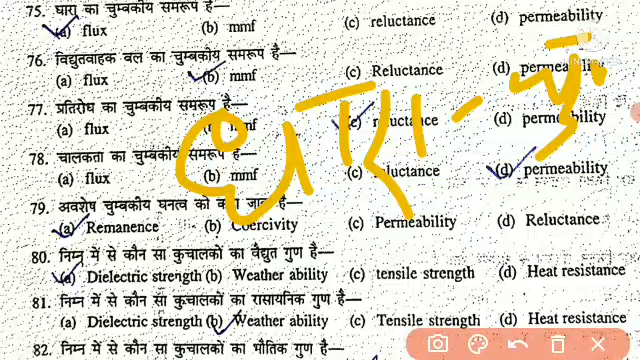 75. धारा का चुम्बकीय समरूप है—
(a) flux (b) mmf (c) reluctance (d) permeability
76. विद्युतवाहक बल का चुम्बकीय समरूप है—
(a) flux (b) mmf (c) Reluctance (d) permeability
77. प्रतिरोध का चुम्बकीय समरूप है—
(a) flux (b) mmf (c) reluctance (d) permeability
78. चालकता का चुम्बकीय समरूप है—
(a) flux (b) mmf (c) reluctance (d) permeability
79. अवशेष चुम्बकीय घनत्व को कहा जाता है—
(a) Remanence (b) Coercivity (c) Permeability (d) Reluctance
80. निम्न में से कौन सा कुचालकों का वैद्युत गुण है—
(a) Dielectric strength (b) Weather ability (c) tensile strength (d) Heat resistance
81. निम्न में से कौन सा कुचालकों का रासायनिक गुण है—
(a) Dielectric strength (b) Weather ability (c) Tensile strength (d) Heat resistance
82. निम्न में से कौन सा कुचालकों का भौतिक गुण है—